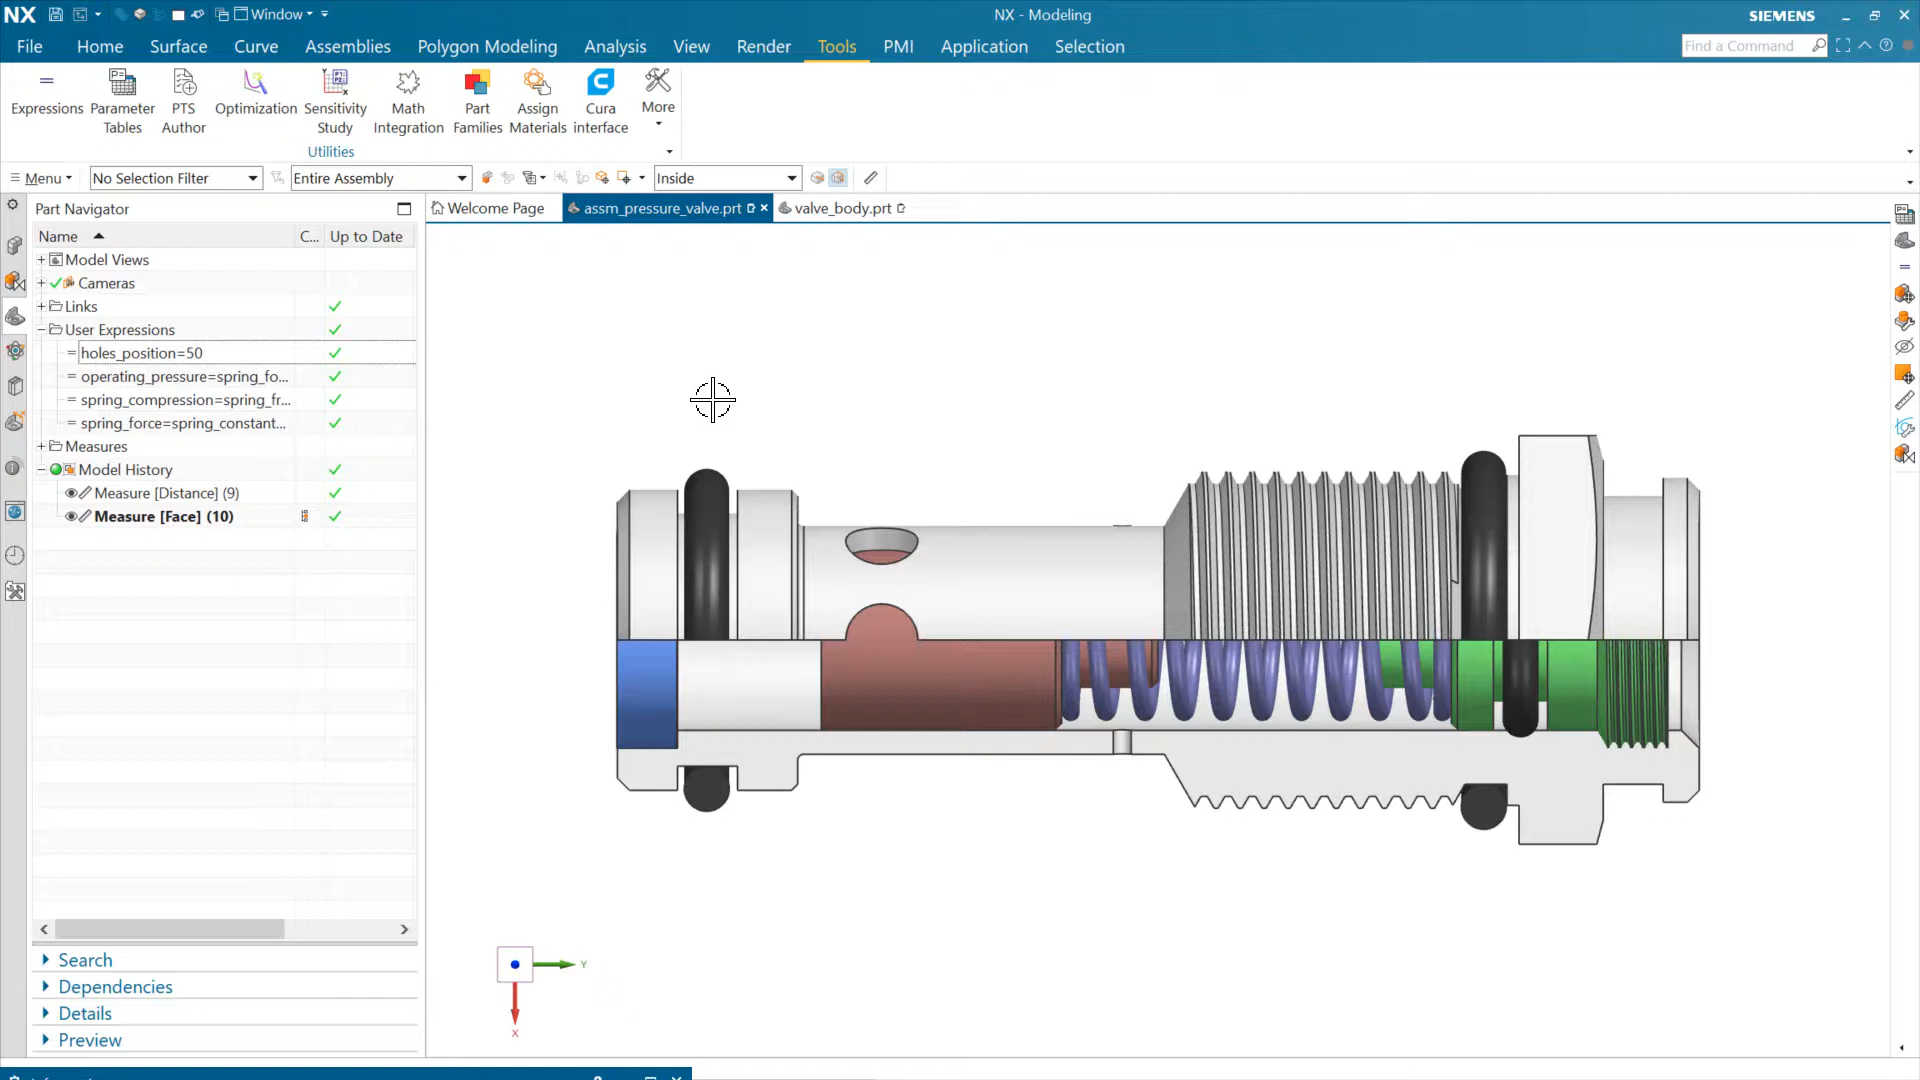 NX Window NX - Modeling SIEMENS
File Home Surface Curve Assemblies Polygon Modeling Analysis View Render Tools PMI Application Selection Find a Command
Expressions Parameter PTS Optimization Sensitivity Math Part Assign Cura More
Tables Author Study Integration Families Materials interface
Utilities
Menu No Selection Filter Entire Assembly Inside
Part Navigator Welcome Page assm_pressure_valve.prt valve_body.prt
Name C... Up to Date
Model Views
Cameras
Links
User Expressions
holes_position=50
operating_pressure=spring_fo...
spring_compression=spring_fr...
spring_force=spring_constant...
Measures
Model History
Measure [Distance] (9)
Measure [Face] (10)
Search
Dependencies
Details
Preview
Y
X